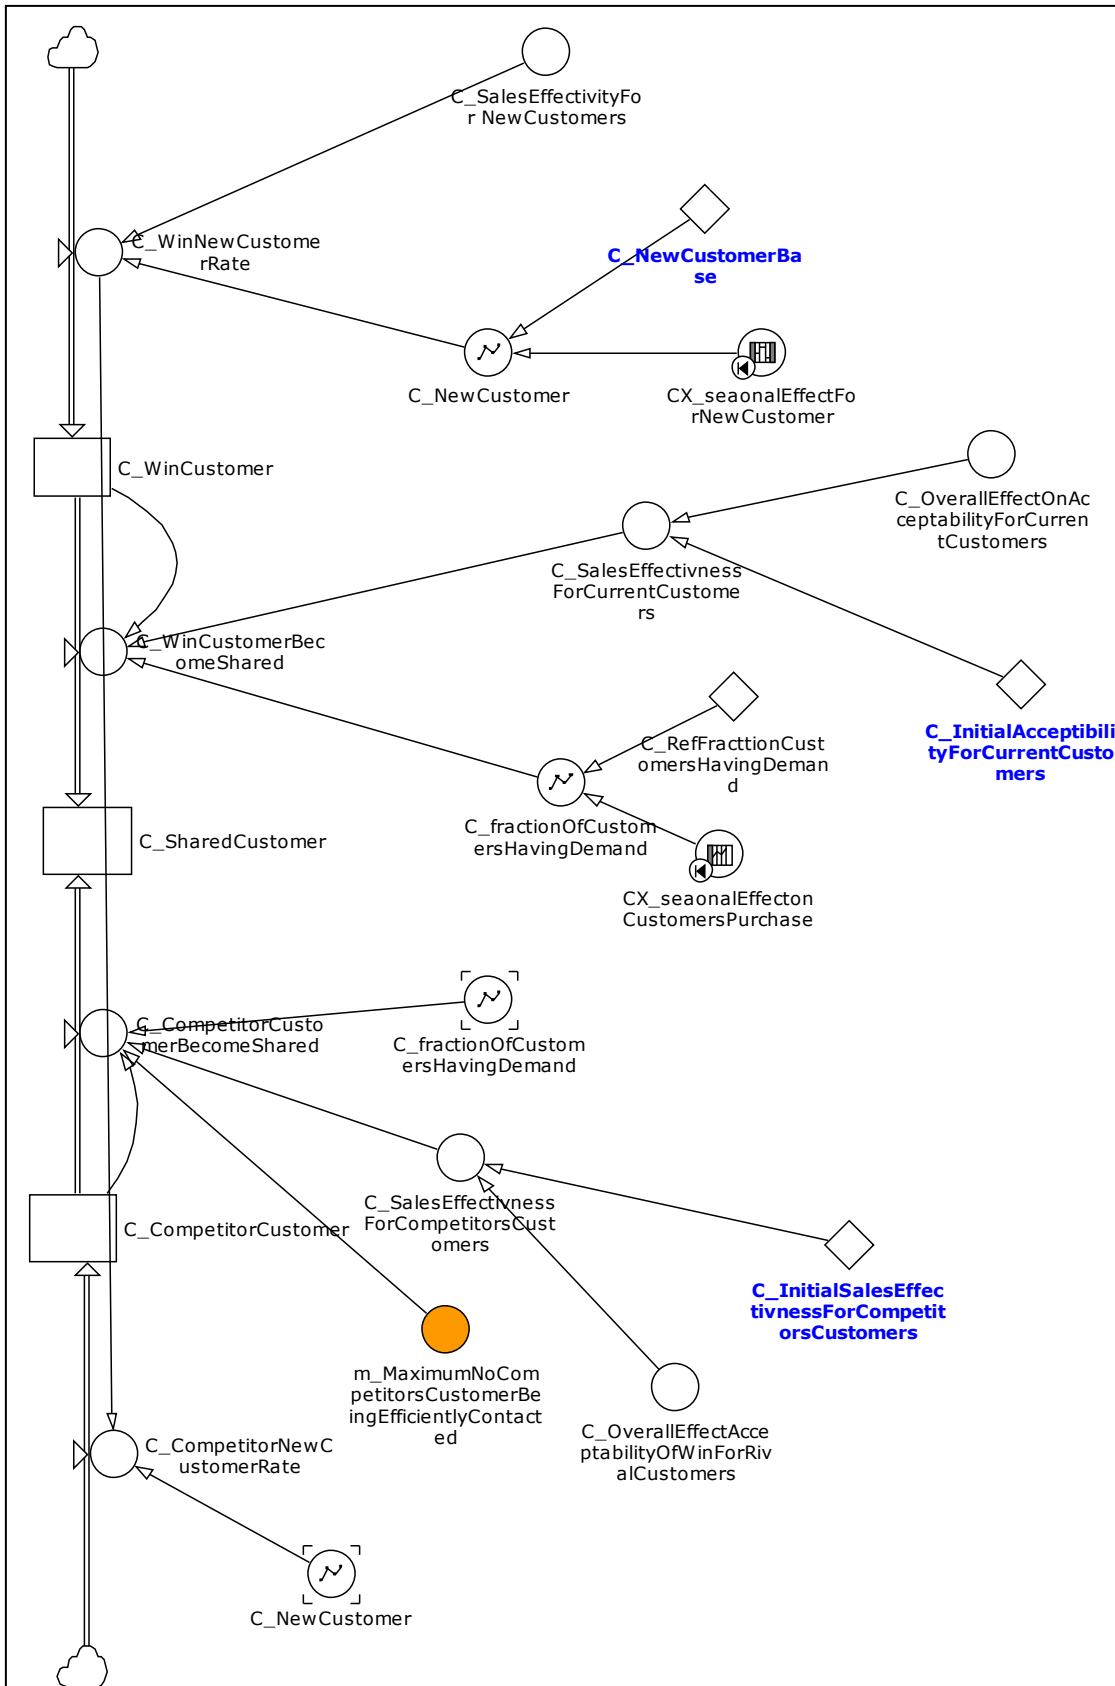 C_SalesEffectivityFo
r NewCustomers
C_WinNewCustome
rRate
C_NewCustomerBa
se
C_NewCustomer
CX_seaonalEffectFo
rNewCustomer
C_WinCustomer
C_OverallEffectOnAc
ceptabilityForCurren
tCustomers
C_SalesEffectivness
ForCurrentCustome
rs
C_WinCustomerBec
omeShared
C_InitialAcceptibili
tyForCurrentCusto
mers
C_RefFracttionCust
omersHavingDeman
d
C_fractionOfCustom
ersHavingDemand
C_SharedCustomer
CX_seaonalEffecton
CustomersPurchase
C_CompetitorCusto
merBecomeShared
C_fractionOfCustom
ersHavingDemand
C_SalesEffectivness
ForCompetitorsCust
omers
C_CompetitorCustomer
C_InitialSalesEffec
tivnessForCompetit
orsCustomers
m_MaximumNoCom
petitorsCustomerBe
ingEfficientlyContact
ed
C_OverallEffectAcce
ptabilityOfWinForRiv
alCustomers
C_CompetitorNewC
ustomerRate
C_NewCustomer